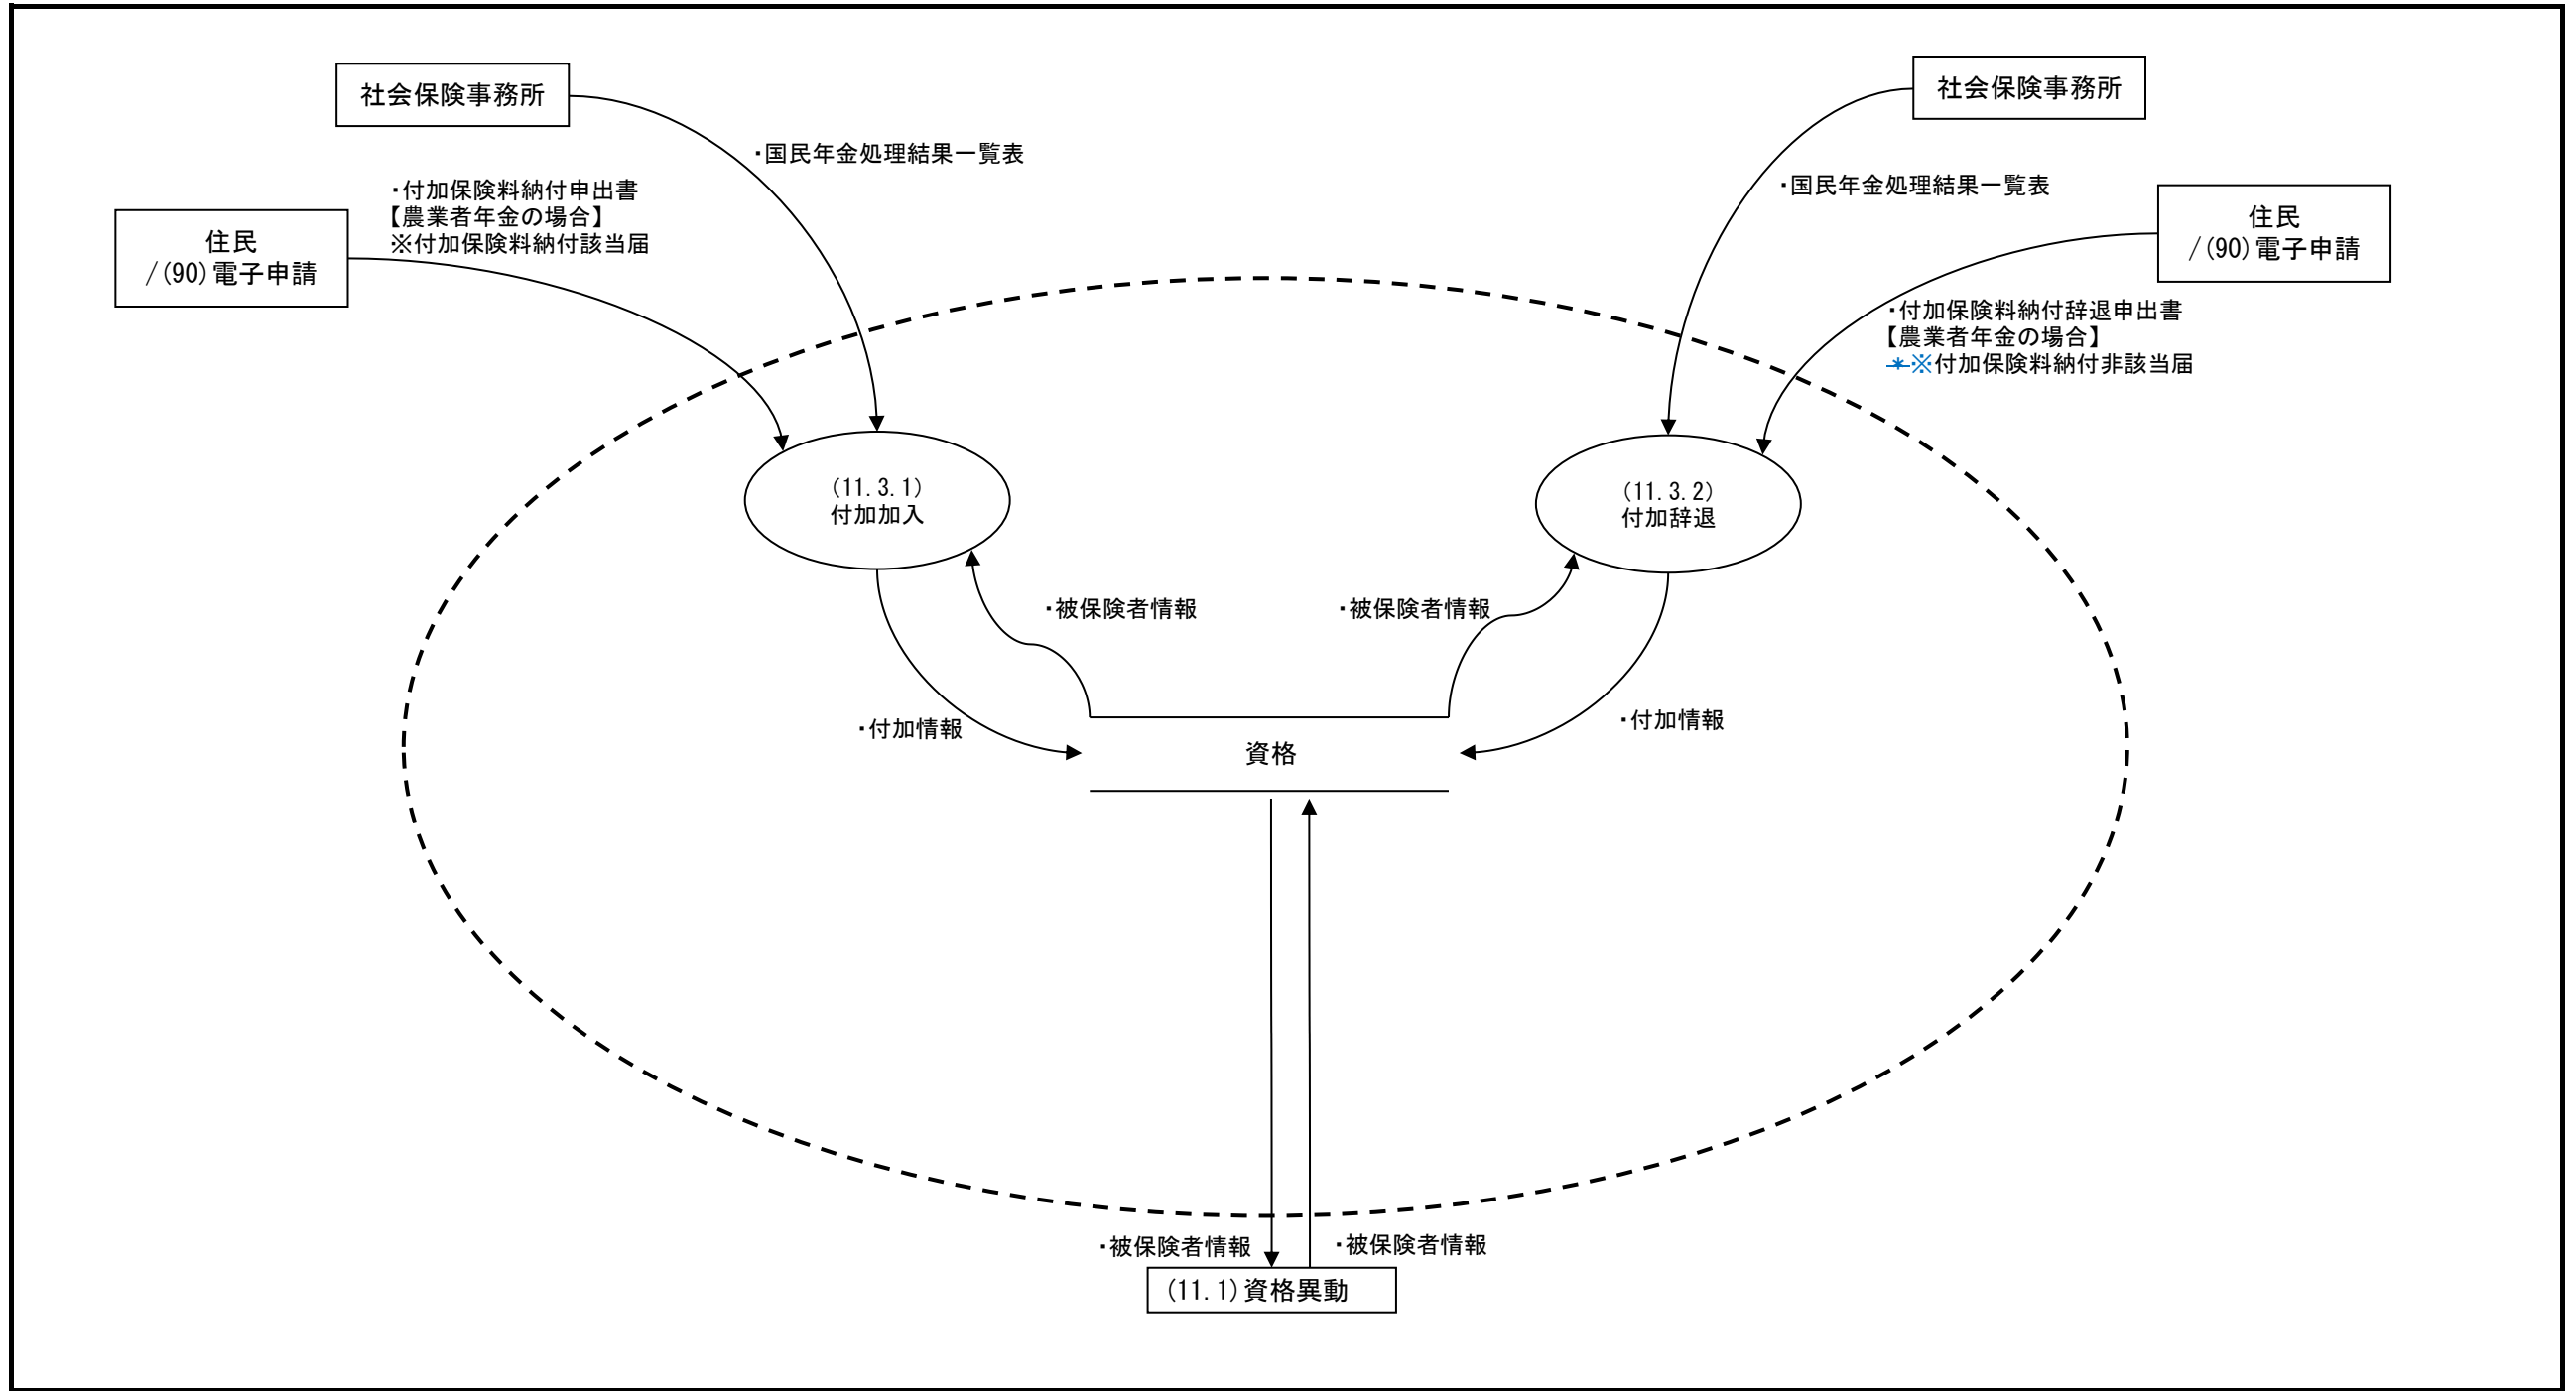 社会保険事務所
社会保険事務所
・国民年金処理結果一覧表
・国民年金処理結果一覧表
・付加保険料納付申出書
【農業者年金の場合】
※付加保険料納付該当届
住民
/(90)電子申請
住民
/(90)電子申請
・付加保険料納付辞退申出書
【農業者年金の場合】
*※付加保険料納付非該当届
(11.3.1)
付加加入
(11.3.2)
付加辞退
・被保険者情報
・被保険者情報
・付加情報
・付加情報
資格
・被保険者情報
・被保険者情報
(11.1)資格異動